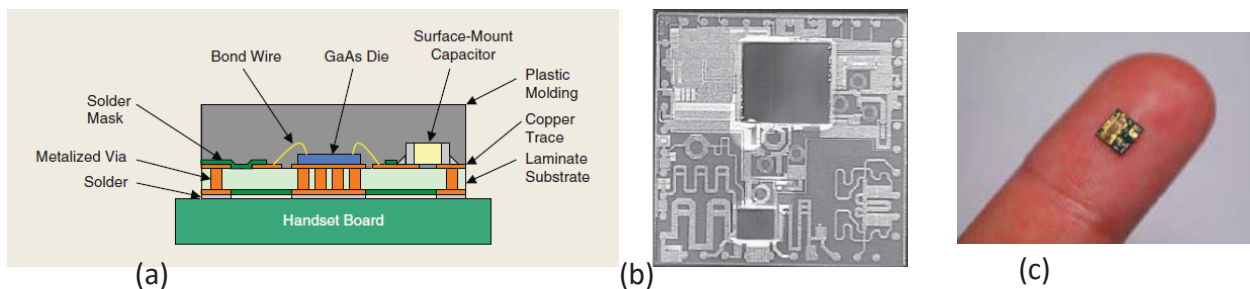 Bond Wire
GaAs Die
Surface-Mount
Capacitor
Plastic
Molding
Solder
Mask
Copper
Trace
Metalized Via
Laminate
Substrate
Solder
Handset Board
(a)
(b)
(c)